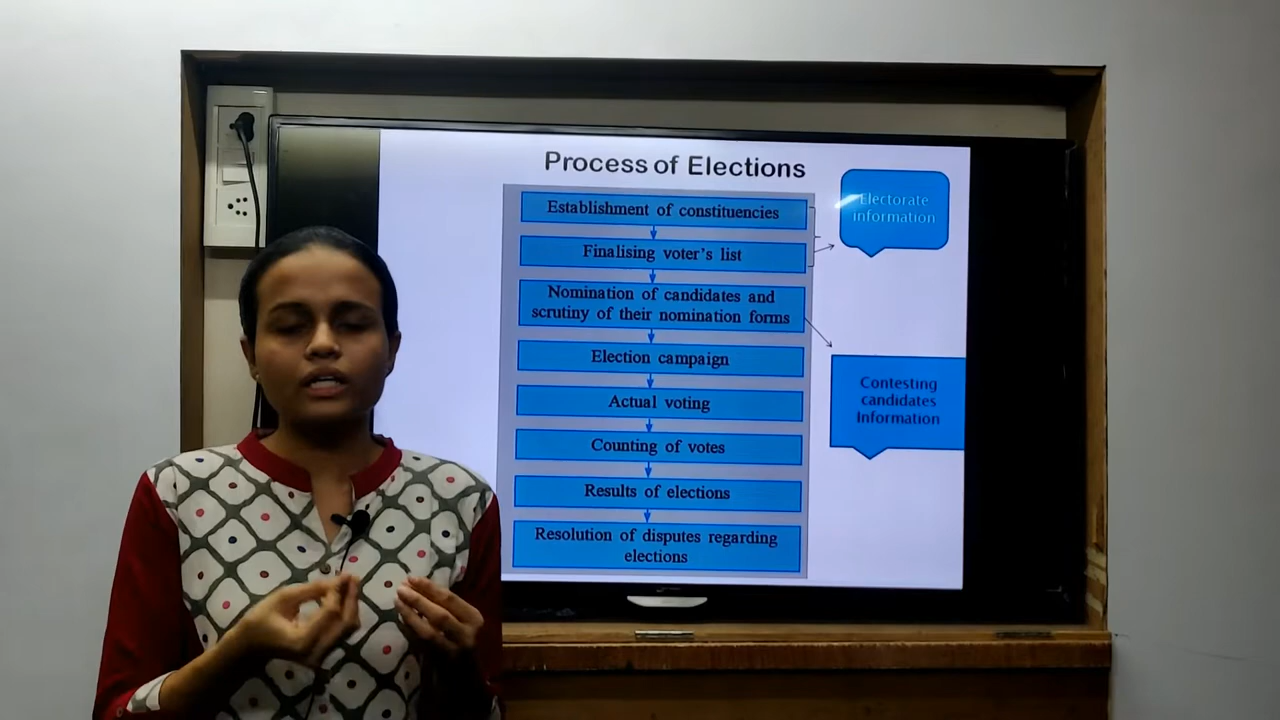 Process of Elections
Establishment of constituencies
Finalising voter's list
Nomination of candidates and
scrutiny of their nomination forms
Election campaign
Actual voting
Counting of votes
Results of elections
Resolution of disputes regarding
elections
Electorate
information
Contesting
candidates
Information